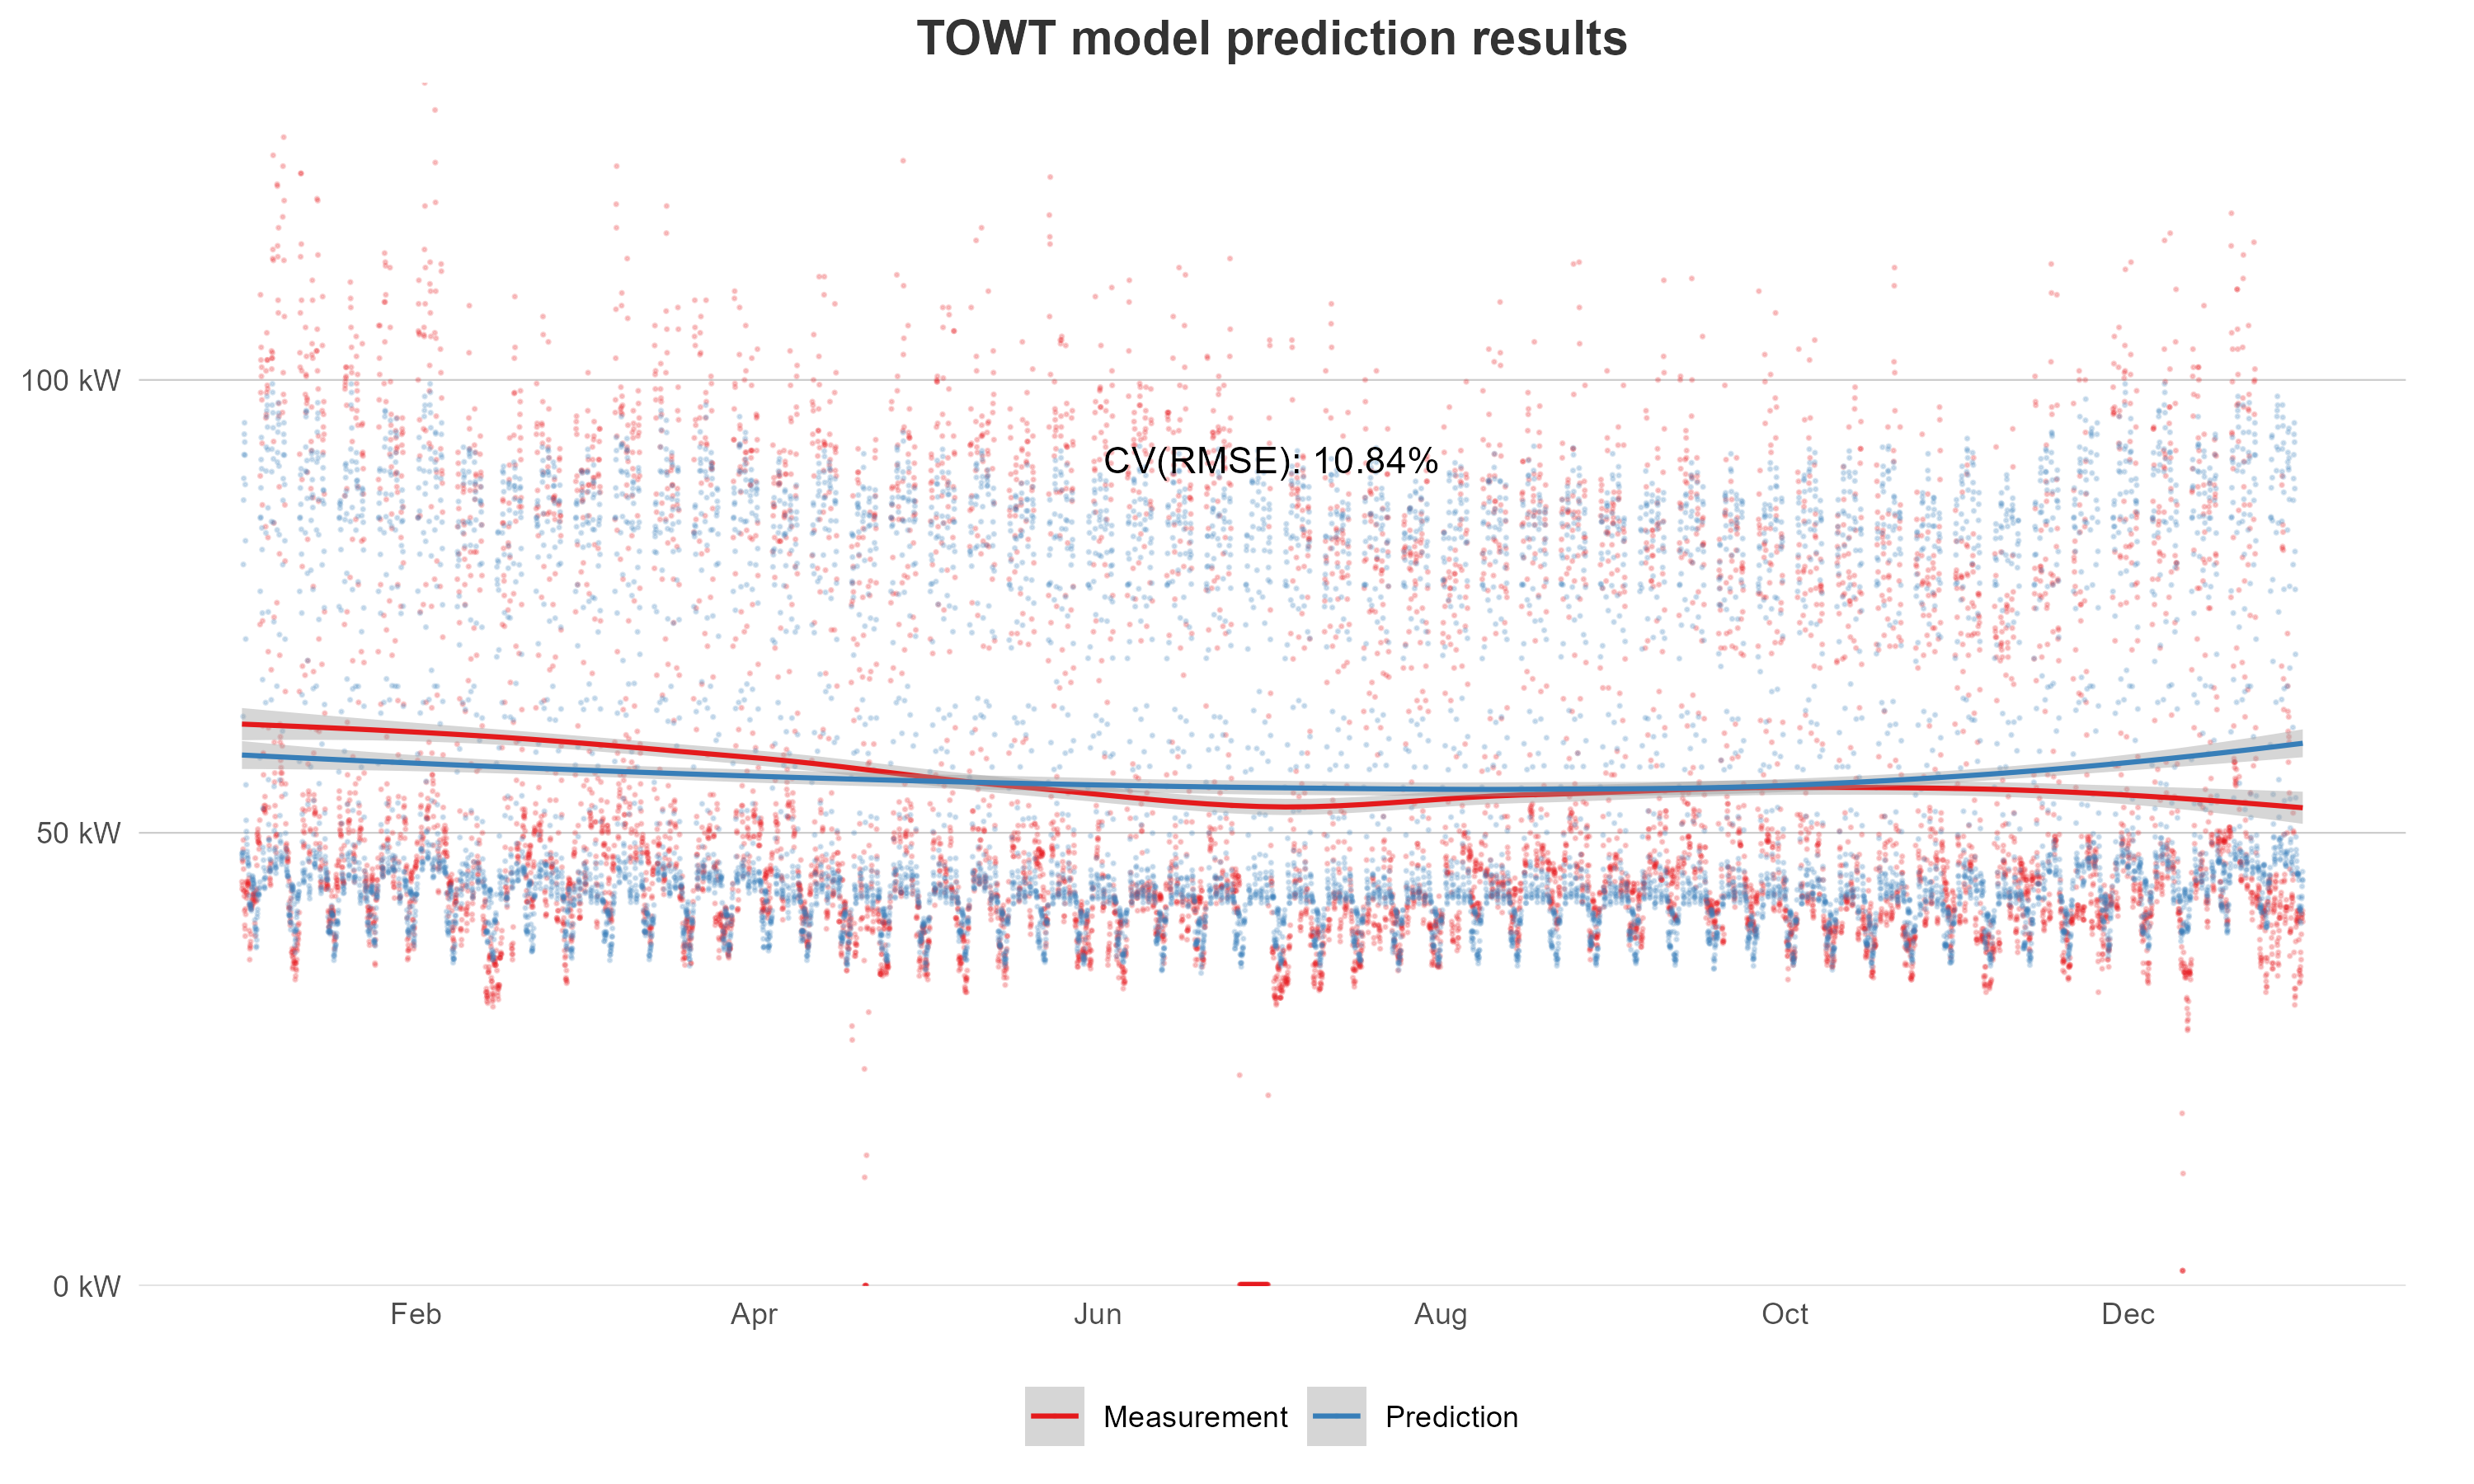 TOWT model prediction results
100 kW
CV(RMSE): 10.84%
50 kW
0 kW
Feb Apr Jun Aug Oct Dec
Measurement Prediction